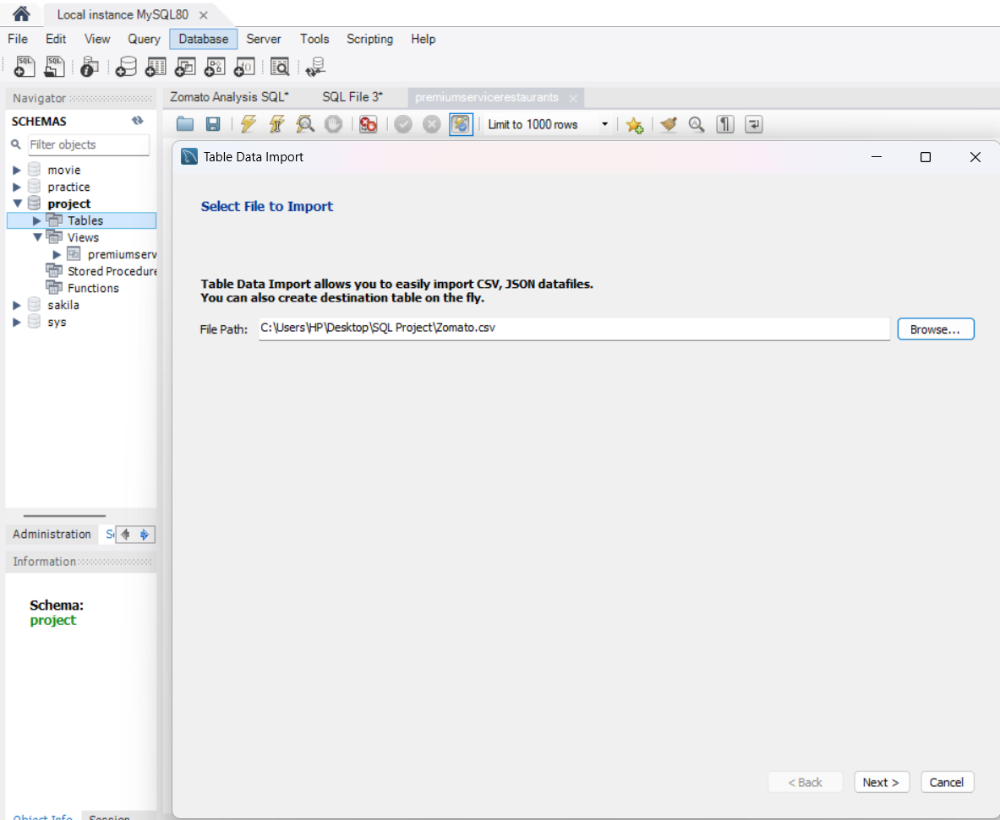 Local instance MySQL80
File Edit View Query Database Server Tools Scripting Help
SQL SQL
Navigator
Zomato Analysis SQL* SQL File 3* premiumservicerestaurants
SCHEMAS
Limit to 1000 rows
Filter objects
movie
practice
project
Tables
Views
premiumserv
Stored Procedure
Functions
sakila
sys
Administration
Information
Schema:
project
Object Info Session
Table Data Import
Select File to Import
Table Data Import allows you to easily import CSV, JSON datafiles.
You can also create destination table on the fly.
File Path: C:\Users\HP\Desktop\SQL Project\Zomato.csv Browse...
< Back Next > Cancel